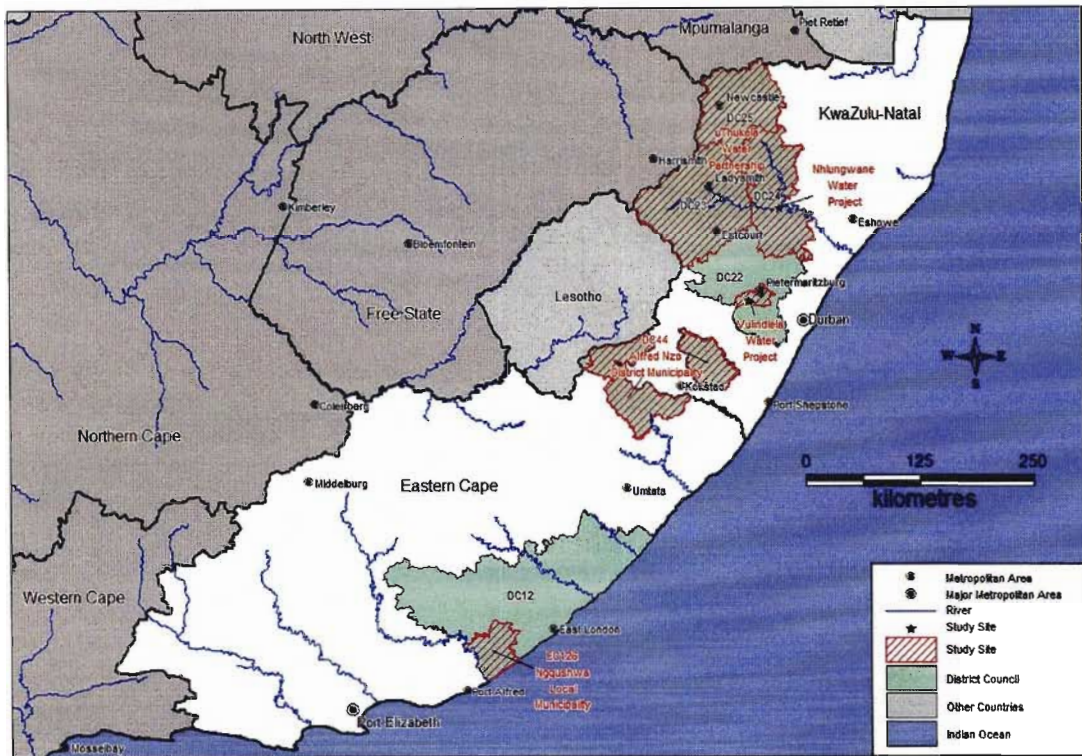 North West
Mpumalanga
Piet Retief
KwaZulu-Natal
Newcastle
DC25
uThukela
Water
Partnership
Harrismith
Ladysmith
DC23
DC24
Nhlungwane
Water
Project
Eshowe
Estcourt
Kimberley
Bloemfontein
DC22
Pietermaritzburg
Lesotho
Free State
Durban
Vulindlela
Water
Project
DC44
Alfred Nzo
District Municipality
Kokstad
Port Shepstone
N
W
E
S
Colesberg
Northern Cape
0 125 250
kilometres
Middelburg
Eastern Cape
Umtata
Western Cape
DC12
East London
EC126
Ngqushwa
Local
Municipality
Port Alfred
Port Elizabeth
Mosselbay
Metropolitan Area
Major Metropolitan Area
River
Study Site
Study Site
District Council
Other Countries
Indian Ocean